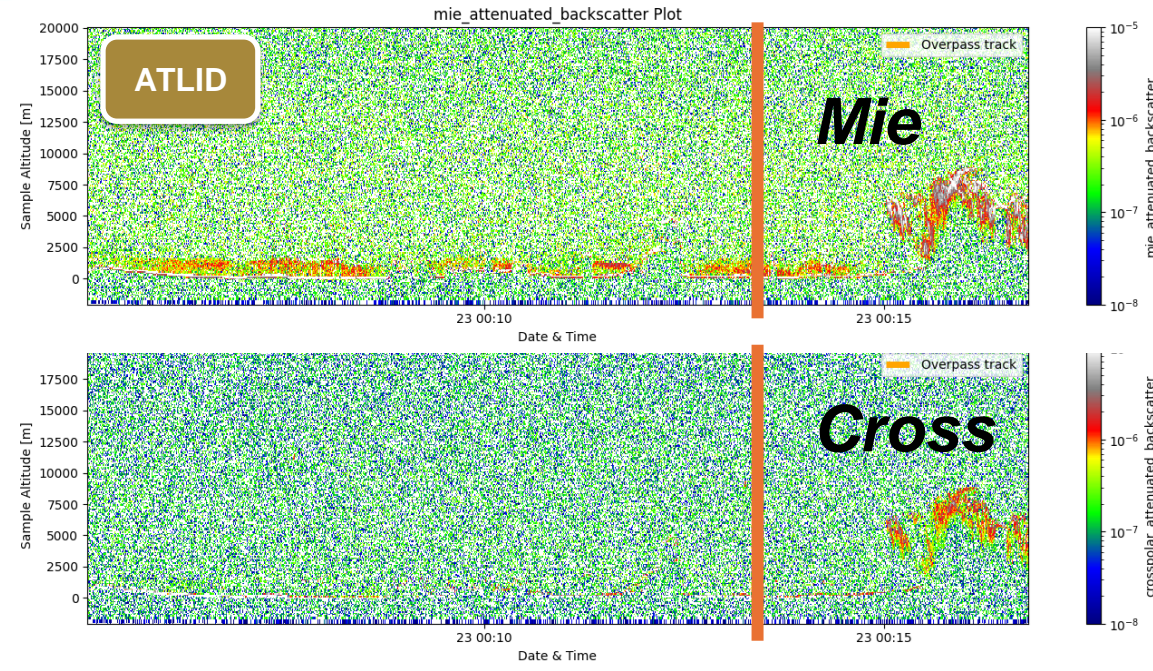 mie_attenuated_backscatter Plot
ATLID
Overpass track
Mie
Sample Altitude [m]
20000
17500
15000
12500
10000
7500
5000
2500
0
23 00:10
23 00:15
Date & Time
10⁻⁵
10⁻⁶
10⁻⁷
10⁻⁸
mie_attenuated_backscatter
Overpass track
Cross
Sample Altitude [m]
17500
15000
12500
10000
7500
5000
2500
0
23 00:10
23 00:15
Date & Time
10⁻⁶
10⁻⁷
10⁻⁸
crosspolar_attenuated_backscatter